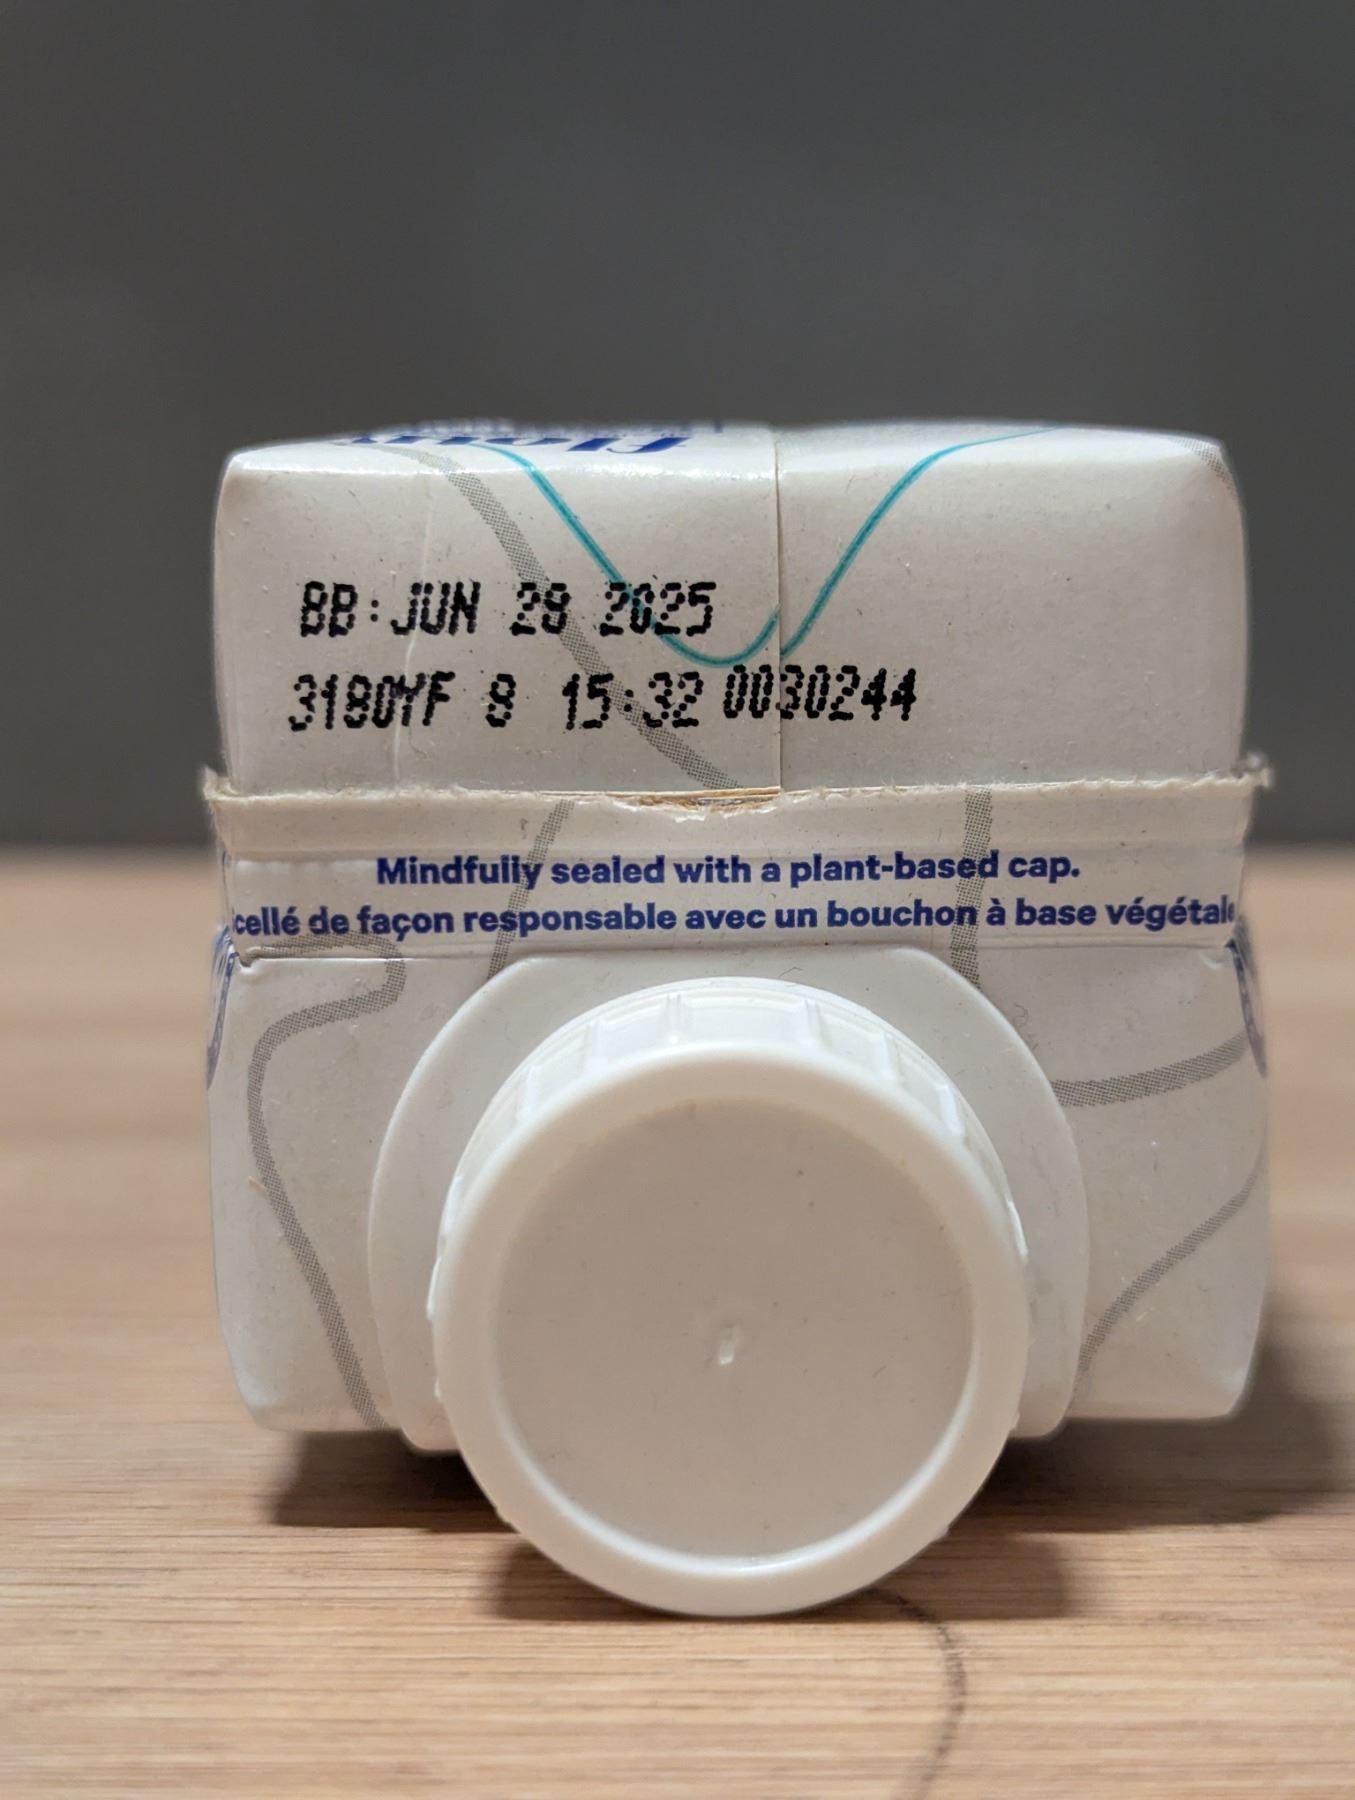 BB:JUN 28 2025
3180YF 8 15:32 0030244
Mindfully sealed with a plant-based cap.
cellé de façon responsable avec un bouchon à base végétale